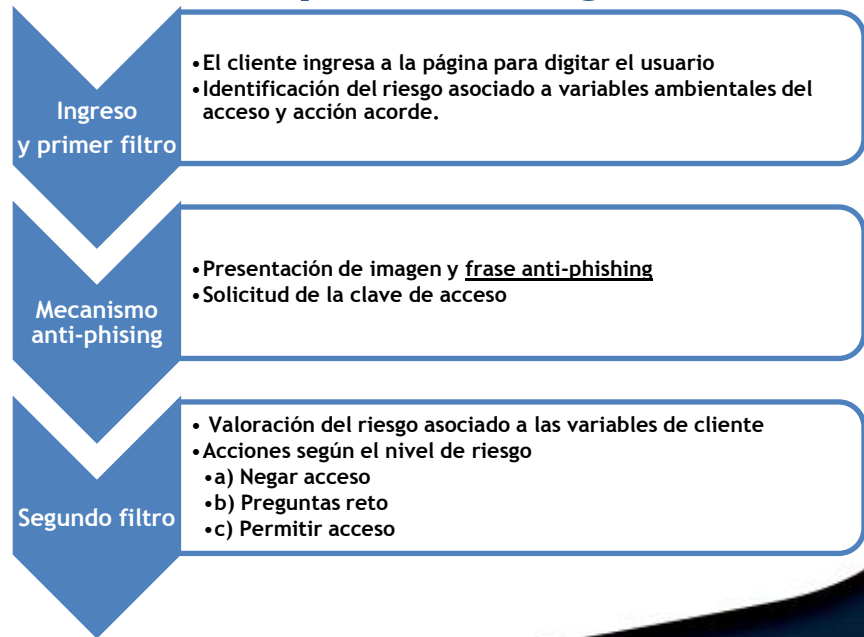 Ingreso
y primer filtro
•El cliente ingresa a la página para digitar el usuario
•Identificación del riesgo asociado a variables ambientales del
acceso y acción acorde.
Mecanismo
anti-phising
•Presentación de imagen y frase anti-phishing
•Solicitud de la clave de acceso
Segundo filtro
• Valoración del riesgo asociado a las variables de cliente
•Acciones según el nivel de riesgo
•a) Negar acceso
•b) Preguntas reto
•c) Permitir acceso